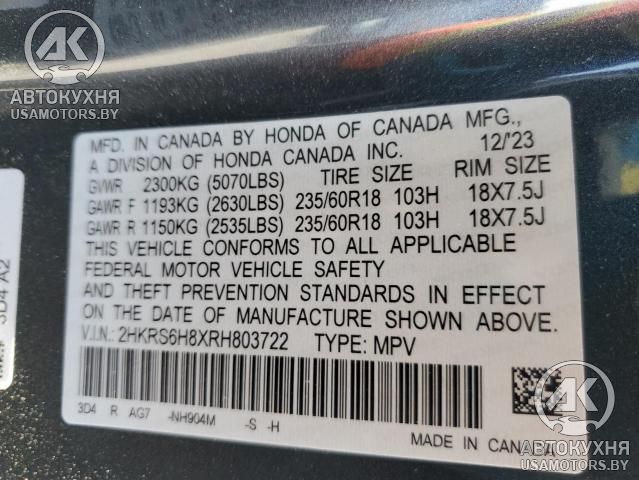 АК
АВТОКУХНЯ
USAMOTORS.BY
MFD. IN CANADA BY HONDA OF CANADA MFG.,
A DIVISION OF HONDA CANADA INC. 12/'23
GVWR 2300KG (5070LBS) TIRE SIZE RIM SIZE
GAWR F 1193KG (2630LBS) 235/60R18 103H 18X7.5J
GAWR R 1150KG (2535LBS) 235/60R18 103H 18X7.5J
THIS VEHICLE CONFORMS TO ALL APPLICABLE
FEDERAL MOTOR VEHICLE SAFETY
AND THEFT PREVENTION STANDARDS IN EFFECT
ON THE DATE OF MANUFACTURE SHOWN ABOVE.
V.I.N.: 2HKRS6H8XRH803722 TYPE: MPV
3D4 R AG7 -NH904M -S -H
MADE IN CANADA
3D4 A2
АК
АВТОКУХНЯ
USAMOTORS.BY